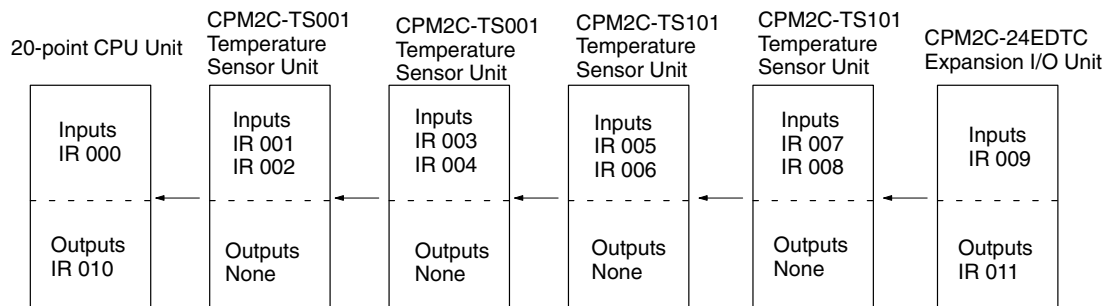 20-point CPU Unit
CPM2C-TS001
Temperature
Sensor Unit
CPM2C-TS001
Temperature
Sensor Unit
CPM2C-TS101
Temperature
Sensor Unit
CPM2C-TS101
Temperature
Sensor Unit
CPM2C-24EDTC
Expansion I/O Unit
Inputs
IR 000
Inputs
IR 001
IR 002
Inputs
IR 003
IR 004
Inputs
IR 005
IR 006
Inputs
IR 007
IR 008
Inputs
IR 009
Outputs
IR 010
Outputs
None
Outputs
None
Outputs
None
Outputs
None
Outputs
IR 011